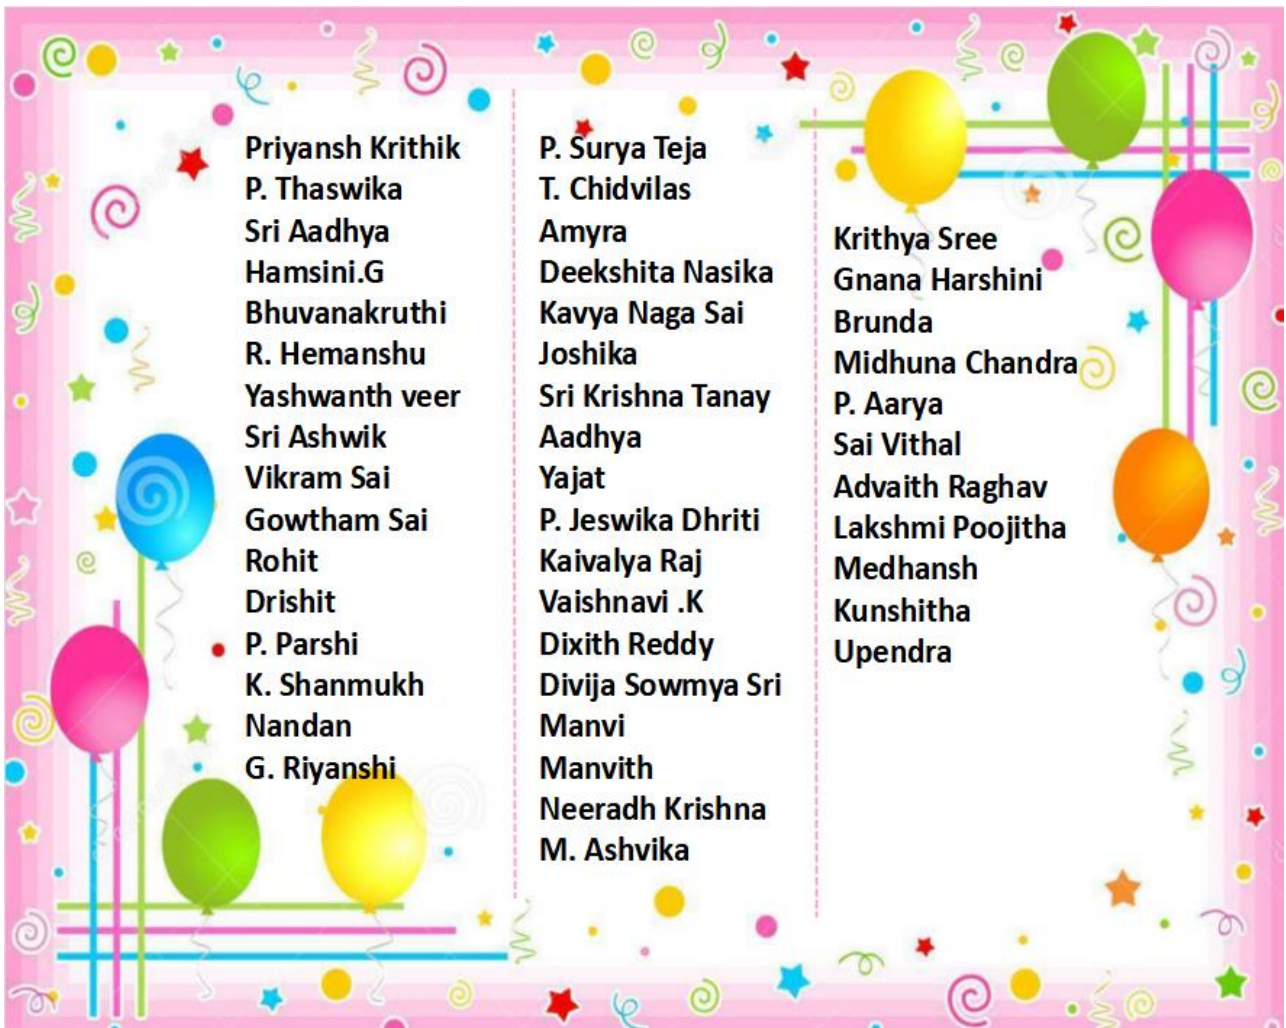 Priyansh Krithik
P. Thaswika
Sri Aadhya
Hamsini.G
Bhuvanakruthi
R. Hemanshu
Yashwanth veer
Sri Ashwik
Vikram Sai
Gowtham Sai
Rohit
Drishit
P. Parshi
K. Shanmukh
Nandan
G. Riyanshi
P. Surya Teja
T. Chidvilas
Amyra
Deekshita Nasika
Kavya Naga Sai
Joshika
Sri Krishna Tanay
Aadhya
Yajat
P. Jeswika Dhriti
Kaivalya Raj
Vaishnavi .K
Dixith Reddy
Divija Sowmya Sri
Manvi
Manvith
Neeradh Krishna
M. Ashvika
Krithya Sree
Gnana Harshini
Brunda
Midhuna Chandra
P. Aarya
Sai Vithal
Advaith Raghav
Lakshmi Poojitha
Medhansh
Kunshitha
Upendra